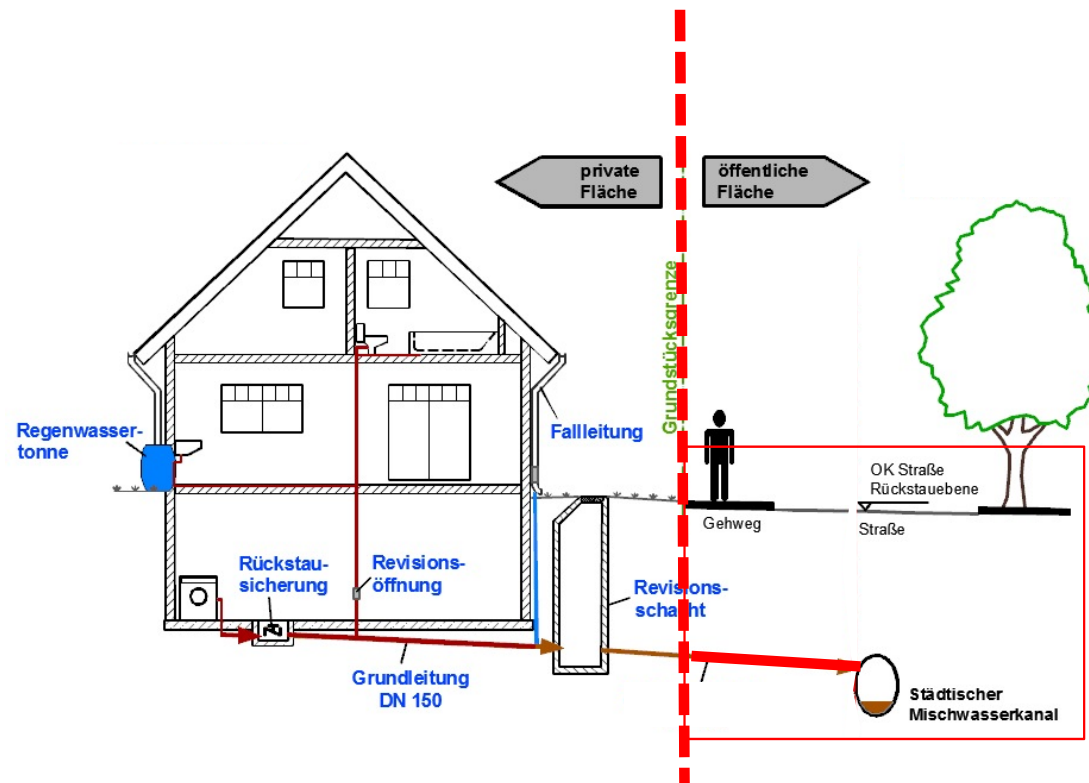 private
Fläche
öffentliche
Fläche
Grundstücksgrenze
Fallleitung
Regenwasser-
tonne
OK Straße
Rückstauebene
Gehweg
Straße
Rückstau-
sicherung
Revisions-
öffnung
Revisions-
schacht
Grundleitung
DN 150
Städtischer
Mischwasserkanal